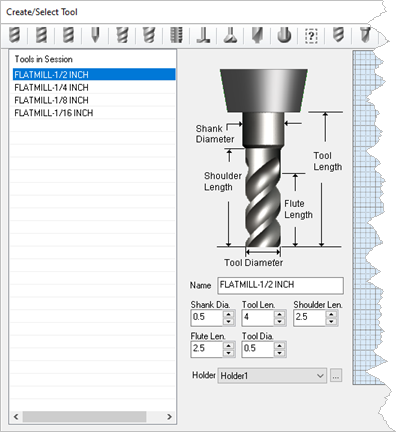 Create/Select Tool
Tools in Session
FLATMILL-1/2 INCH
FLATMILL-1/4 INCH
FLATMILL-1/8 INCH
FLATMILL-1/16 INCH
?
Shank
Diameter
Tool
Length
Shoulder
Length
Flute
Length
Tool Diameter
Name FLATMILL-1/2 INCH
Shank Dia. Tool Len. Shoulder Len.
0.5 4 2.5
Flute Len. Tool Dia.
2.5 0.5
Holder Holder1 ...